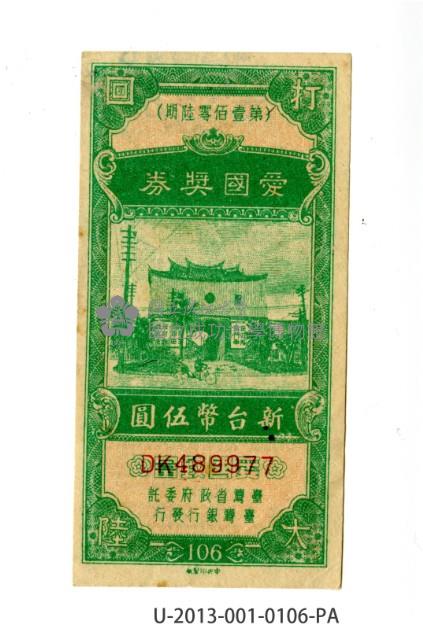 打回
(第壹佰零陸期)
愛國獎券
新台幣伍圓
DK489977
臺灣省政府委託
臺灣銀行發行
大陸
106
U-2013-001-0106-PA